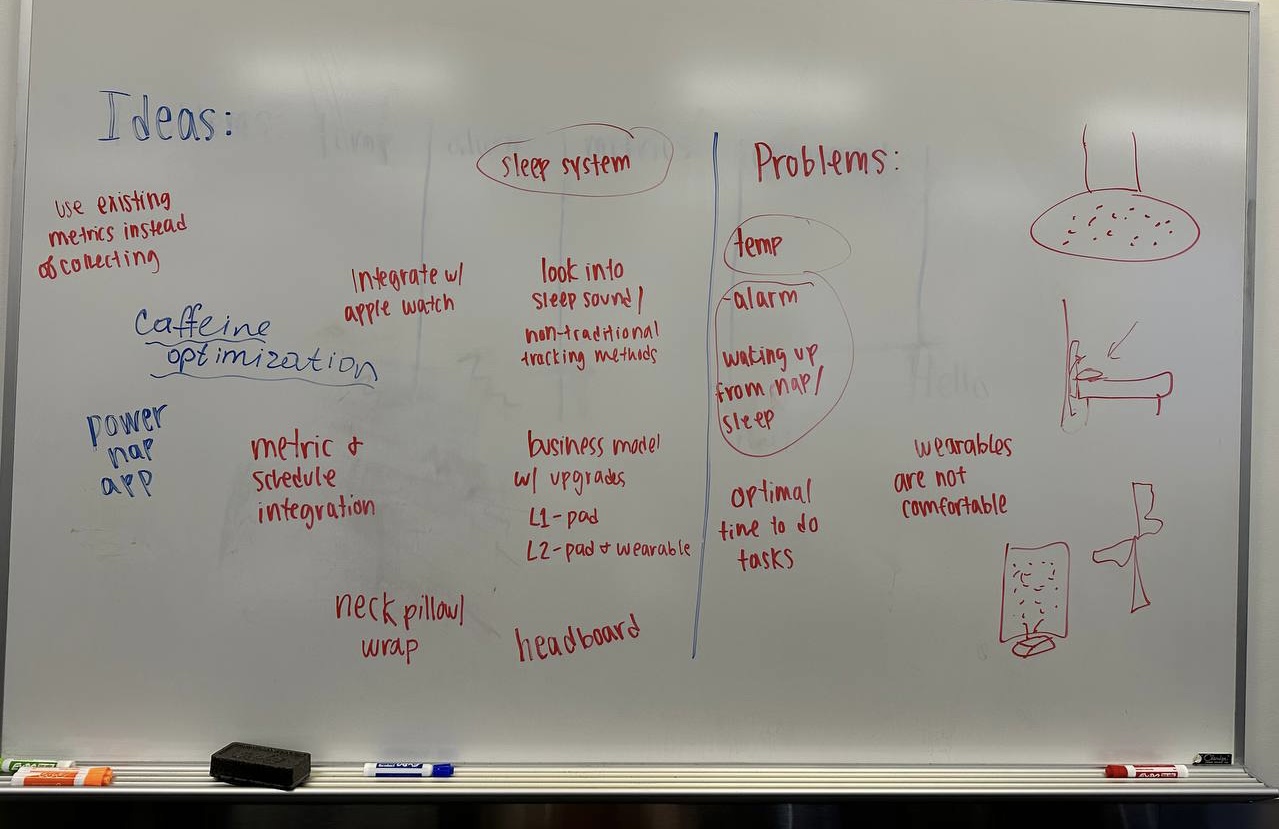 Ideas:
sleep system
use existing
metrics instead
of collecting
Integrate w/
apple watch
look into
sleep sound/
non-traditional
tracking methods
caffeine
optimization
power
nap
app
metric &
schedule
integration
business model
w/ upgrades
L1-pad
L2-pad & wearable
neck pillow/
wrap
headboard
Problems:
temp
alarm
waking up
from nap/
sleep
optimal
time to do
tasks
wearables
are not
comfortable
Hello